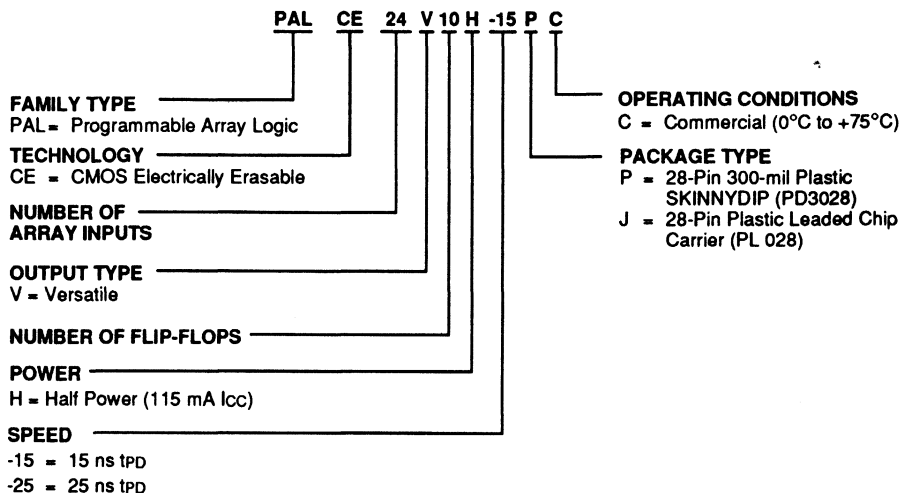 PAL CE 24 V 10 H -15 P C
FAMILY TYPE
PAL = Programmable Array Logic
TECHNOLOGY
CE = CMOS Electrically Erasable
NUMBER OF
ARRAY INPUTS
OUTPUT TYPE
V = Versatile
NUMBER OF FLIP-FLOPS
POWER
H = Half Power (115 mA ICC)
SPEED
-15 = 15 ns tPD
-25 = 25 ns tPD
OPERATING CONDITIONS
C = Commercial (0°C to +75°C)
PACKAGE TYPE
P = 28-Pin 300-mil Plastic
SKINNYDIP (PD3028)
J = 28-Pin Plastic Leaded Chip
Carrier (PL 028)